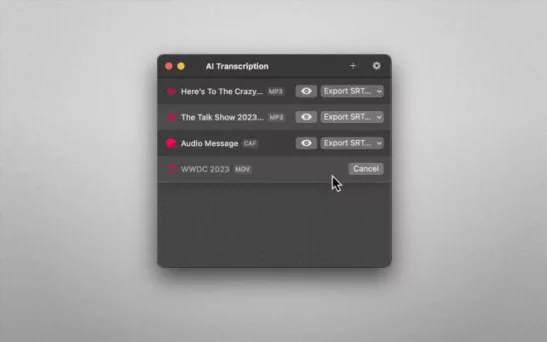 AI Transcription
Here's To The Crazy... MP3 Export SRT...
The Talk Show 2023... MP3 Export SRT...
Audio Message CAF Export SRT...
WWDC 2023 MOV Cancel